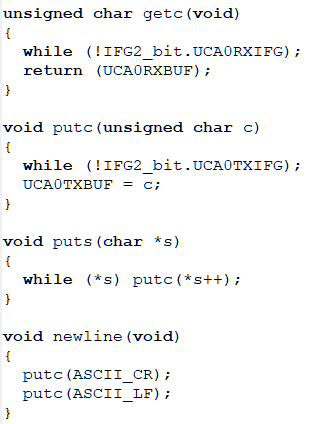 unsigned char getc(void)
{
  while (!IFG2_bit.UCA0RXIFG);
  return (UCA0RXBUF);
}

void putc(unsigned char c)
{
  while (!IFG2_bit.UCA0TXIFG);
  UCA0TXBUF = c;
}

void puts(char *s)
{
  while (*s) putc(*s++);
}

void newline(void)
{
  putc(ASCII_CR);
  putc(ASCII_LF);
}